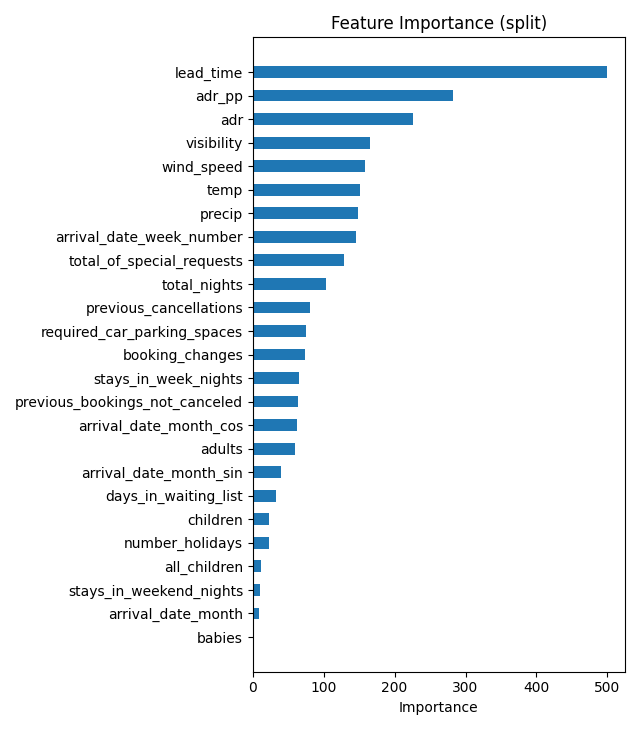 Feature Importance (split)
lead_time
adr_pp
adr
visibility
wind_speed
temp
precip
arrival_date_week_number
total_of_special_requests
total_nights
previous_cancellations
required_car_parking_spaces
booking_changes
stays_in_week_nights
previous_bookings_not_canceled
arrival_date_month_cos
adults
arrival_date_month_sin
days_in_waiting_list
children
number_holidays
all_children
stays_in_weekend_nights
arrival_date_month
babies
0 100 200 300 400 500
Importance